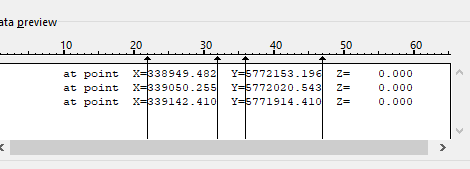 ata preview
10 20 30 40 50 60
at point X=338949.482 Y=5772153.196 Z= 0.000
at point X=339050.255 Y=5772020.543 Z= 0.000
at point X=339142.410 Y=5771914.410 Z= 0.000